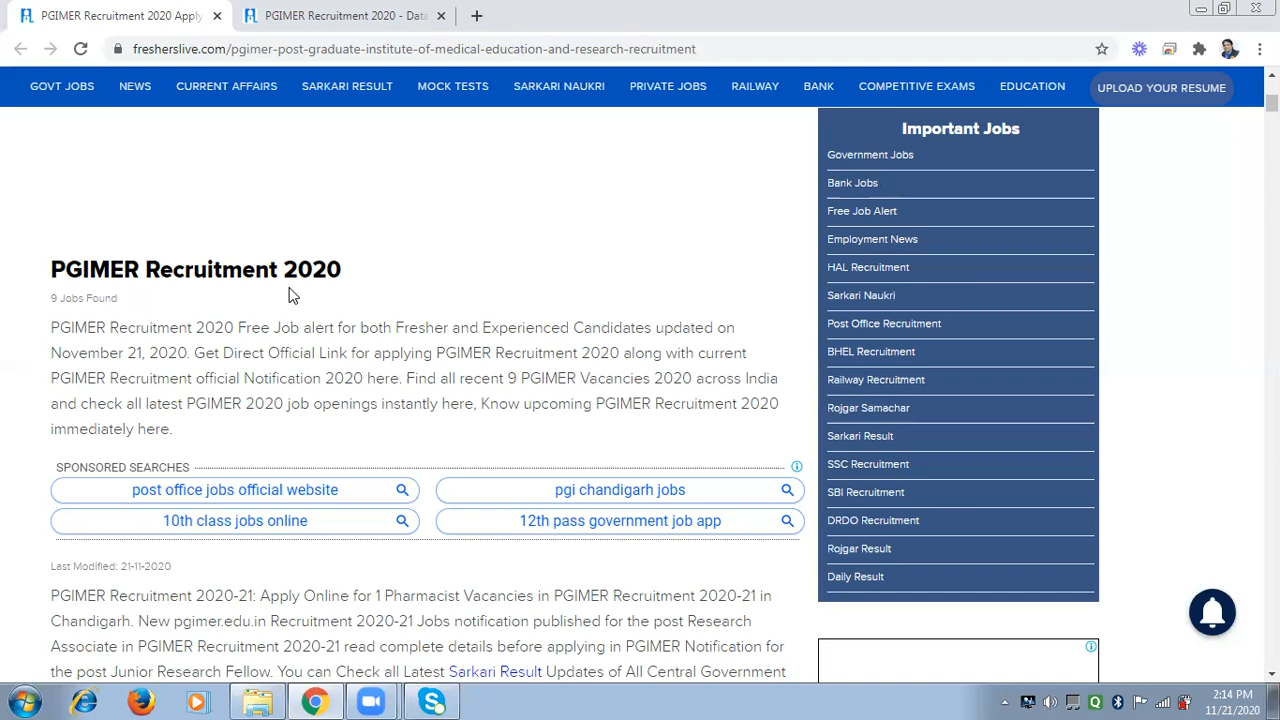 PGIMER Recruitment 2020 Apply
PGIMER Recruitment 2020 - Data
fresherslive.com/pgimer-post-graduate-institute-of-medical-education-and-research-recruitment
GOVT JOBS NEWS CURRENT AFFAIRS SARKARI RESULT MOCK TESTS SARKARI NAUKRI PRIVATE JOBS RAILWAY BANK COMPETITIVE EXAMS EDUCATION UPLOAD YOUR RESUME
PGIMER Recruitment 2020
9 Jobs Found
PGIMER Recruitment 2020 Free Job alert for both Fresher and Experienced Candidates updated on
November 21, 2020. Get Direct Official Link for applying PGIMER Recruitment 2020 along with current
PGIMER Recruitment official Notification 2020 here. Find all recent 9 PGIMER Vacancies 2020 across India
and check all latest PGIMER 2020 job openings instantly here, Know upcoming PGIMER Recruitment 2020
immediately here.
SPONSORED SEARCHES
post office jobs official website
pgi chandigarh jobs
10th class jobs online
12th pass government job app
Last Modified: 21-11-2020
PGIMER Recruitment 2020-21: Apply Online for 1 Pharmacist Vacancies in PGIMER Recruitment 2020-21 in
Chandigarh. New pgimer.edu.in Recruitment 2020-21 Jobs notification published for the post Research
Associate in PGIMER Recruitment 2020-21 read complete details before applying in PGIMER Notification for
the post Junior Research Fellow. You can Check all Latest Sarkari Result Updates of All Central Government
Important Jobs
Government Jobs
Bank Jobs
Free Job Alert
Employment News
HAL Recruitment
Sarkari Naukri
Post Office Recruitment
BHEL Recruitment
Railway Recruitment
Rojgar Samachar
Sarkari Result
SSC Recruitment
SBI Recruitment
DRDO Recruitment
Rojgar Result
Daily Result
2:14 PM
11/21/2020